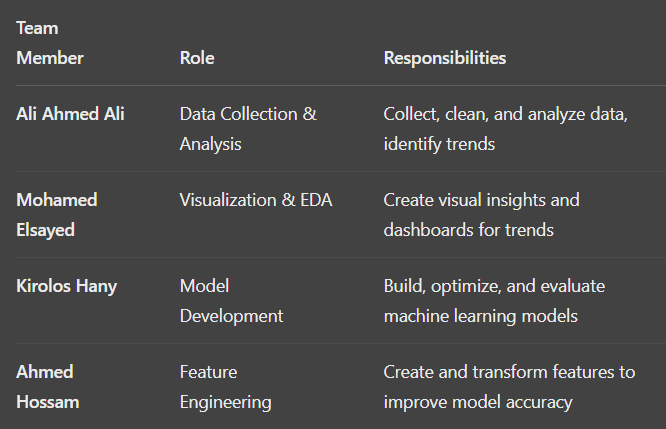 Team
Member Role Responsibilities
Ali Ahmed Ali Data Collection & Collect, clean, and analyze data,
Analysis identify trends
Mohamed Visualization & EDA Create visual insights and
Elsayed dashboards for trends
Kirolos Hany Model Build, optimize, and evaluate
Development machine learning models
Ahmed Feature Create and transform features to
Hossam Engineering improve model accuracy